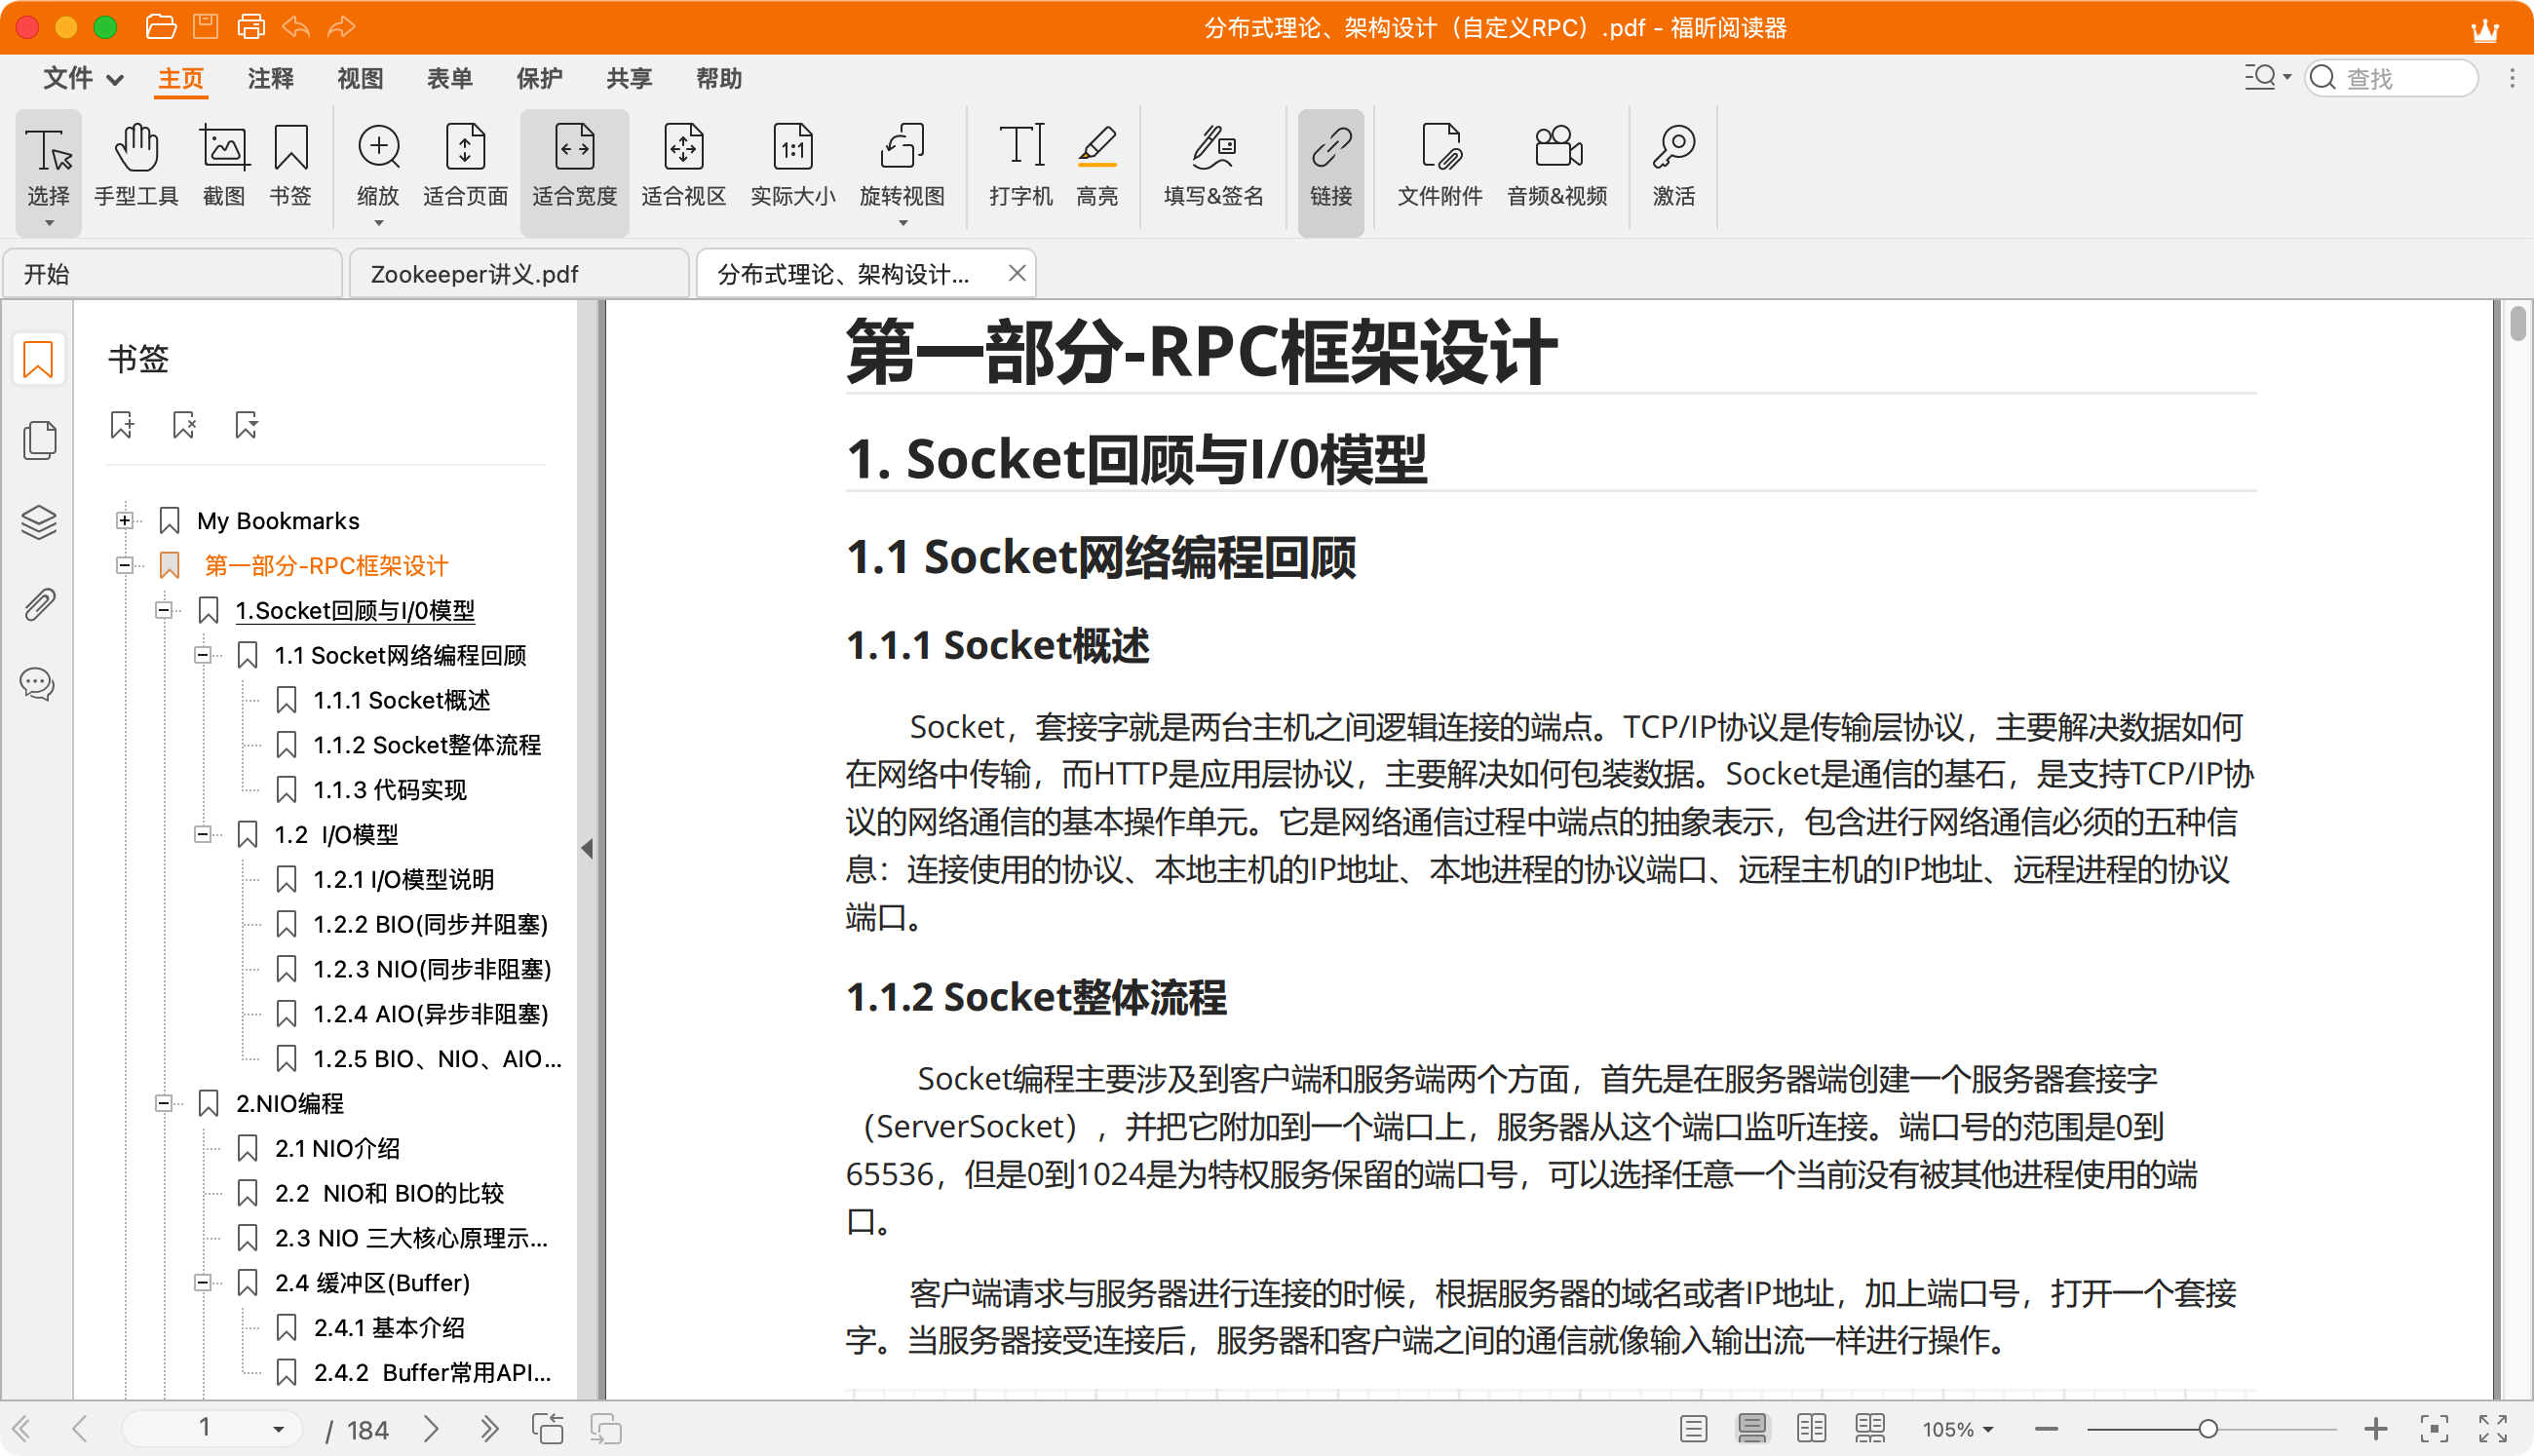 分布式理论、架构设计（自定义RPC）.pdf - 福昕阅读器
文件 主页 注释 视图 表单 保护 共享 帮助 查找
选择 手型工具 截图 书签 缩放 适合页面 适合宽度 适合视区 实际大小 旋转视图 打字机 高亮 填写&签名 链接 文件附件 音频&视频 激活
开始 Zookeeper讲义.pdf 分布式理论、架构设计...
书签
My Bookmarks
第一部分-RPC框架设计
1.Socket回顾与I/0模型
1.1 Socket网络编程回顾
1.1.1 Socket概述
1.1.2 Socket整体流程
1.1.3 代码实现
1.2 I/O模型
1.2.1 I/O模型说明
1.2.2 BIO(同步并阻塞)
1.2.3 NIO(同步非阻塞)
1.2.4 AIO(异步非阻塞)
1.2.5 BIO、NIO、AIO...
2.NIO编程
2.1 NIO介绍
2.2 NIO和 BIO的比较
2.3 NIO 三大核心原理示...
2.4 缓冲区(Buffer)
2.4.1 基本介绍
2.4.2 Buffer常用API...
第一部分-RPC框架设计
1. Socket回顾与I/0模型
1.1 Socket网络编程回顾
1.1.1 Socket概述
Socket，套接字就是两台主机之间逻辑连接的端点。TCP/IP协议是传输层协议，主要解决数据如何
在网络中传输，而HTTP是应用层协议，主要解决如何包装数据。Socket是通信的基石，是支持TCP/IP协
议的网络通信的基本操作单元。它是网络通信过程中端点的抽象表示，包含进行网络通信必须的五种信
息：连接使用的协议、本地主机的IP地址、本地进程的协议端口、远程主机的IP地址、远程进程的协议
端口。
1.1.2 Socket整体流程
Socket编程主要涉及到客户端和服务端两个方面，首先是在服务器端创建一个服务器套接字
（ServerSocket），并把它附加到一个端口上，服务器从这个端口监听连接。端口号的范围是0到
65536，但是0到1024是为特权服务保留的端口号，可以选择任意一个当前没有被其他进程使用的端
口。
客户端请求与服务器进行连接的时候，根据服务器的域名或者IP地址，加上端口号，打开一个套接
字。当服务器接受连接后，服务器和客户端之间的通信就像输入输出流一样进行操作。
1 / 184 105%